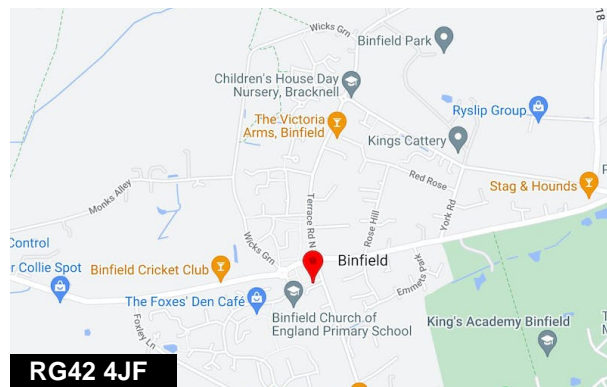 18
Wicks Grn
Binfield Park
Children's House Day
Nursery, Bracknell
Ryslip Group
The Victoria
Arms, Binfield
Kings Cattery
Red Rose
Stag & Hounds
Monks Alley
Terrace Rd N
Rose Hill
York Rd
Wicks Grn
Control
r Collie Spot
Binfield Cricket Club
Binfield
Emmets Park
The Foxes' Den Café
Binfield Church of
England Primary School
King's Academy Binfield
Foxley Ln
RG42 4JF